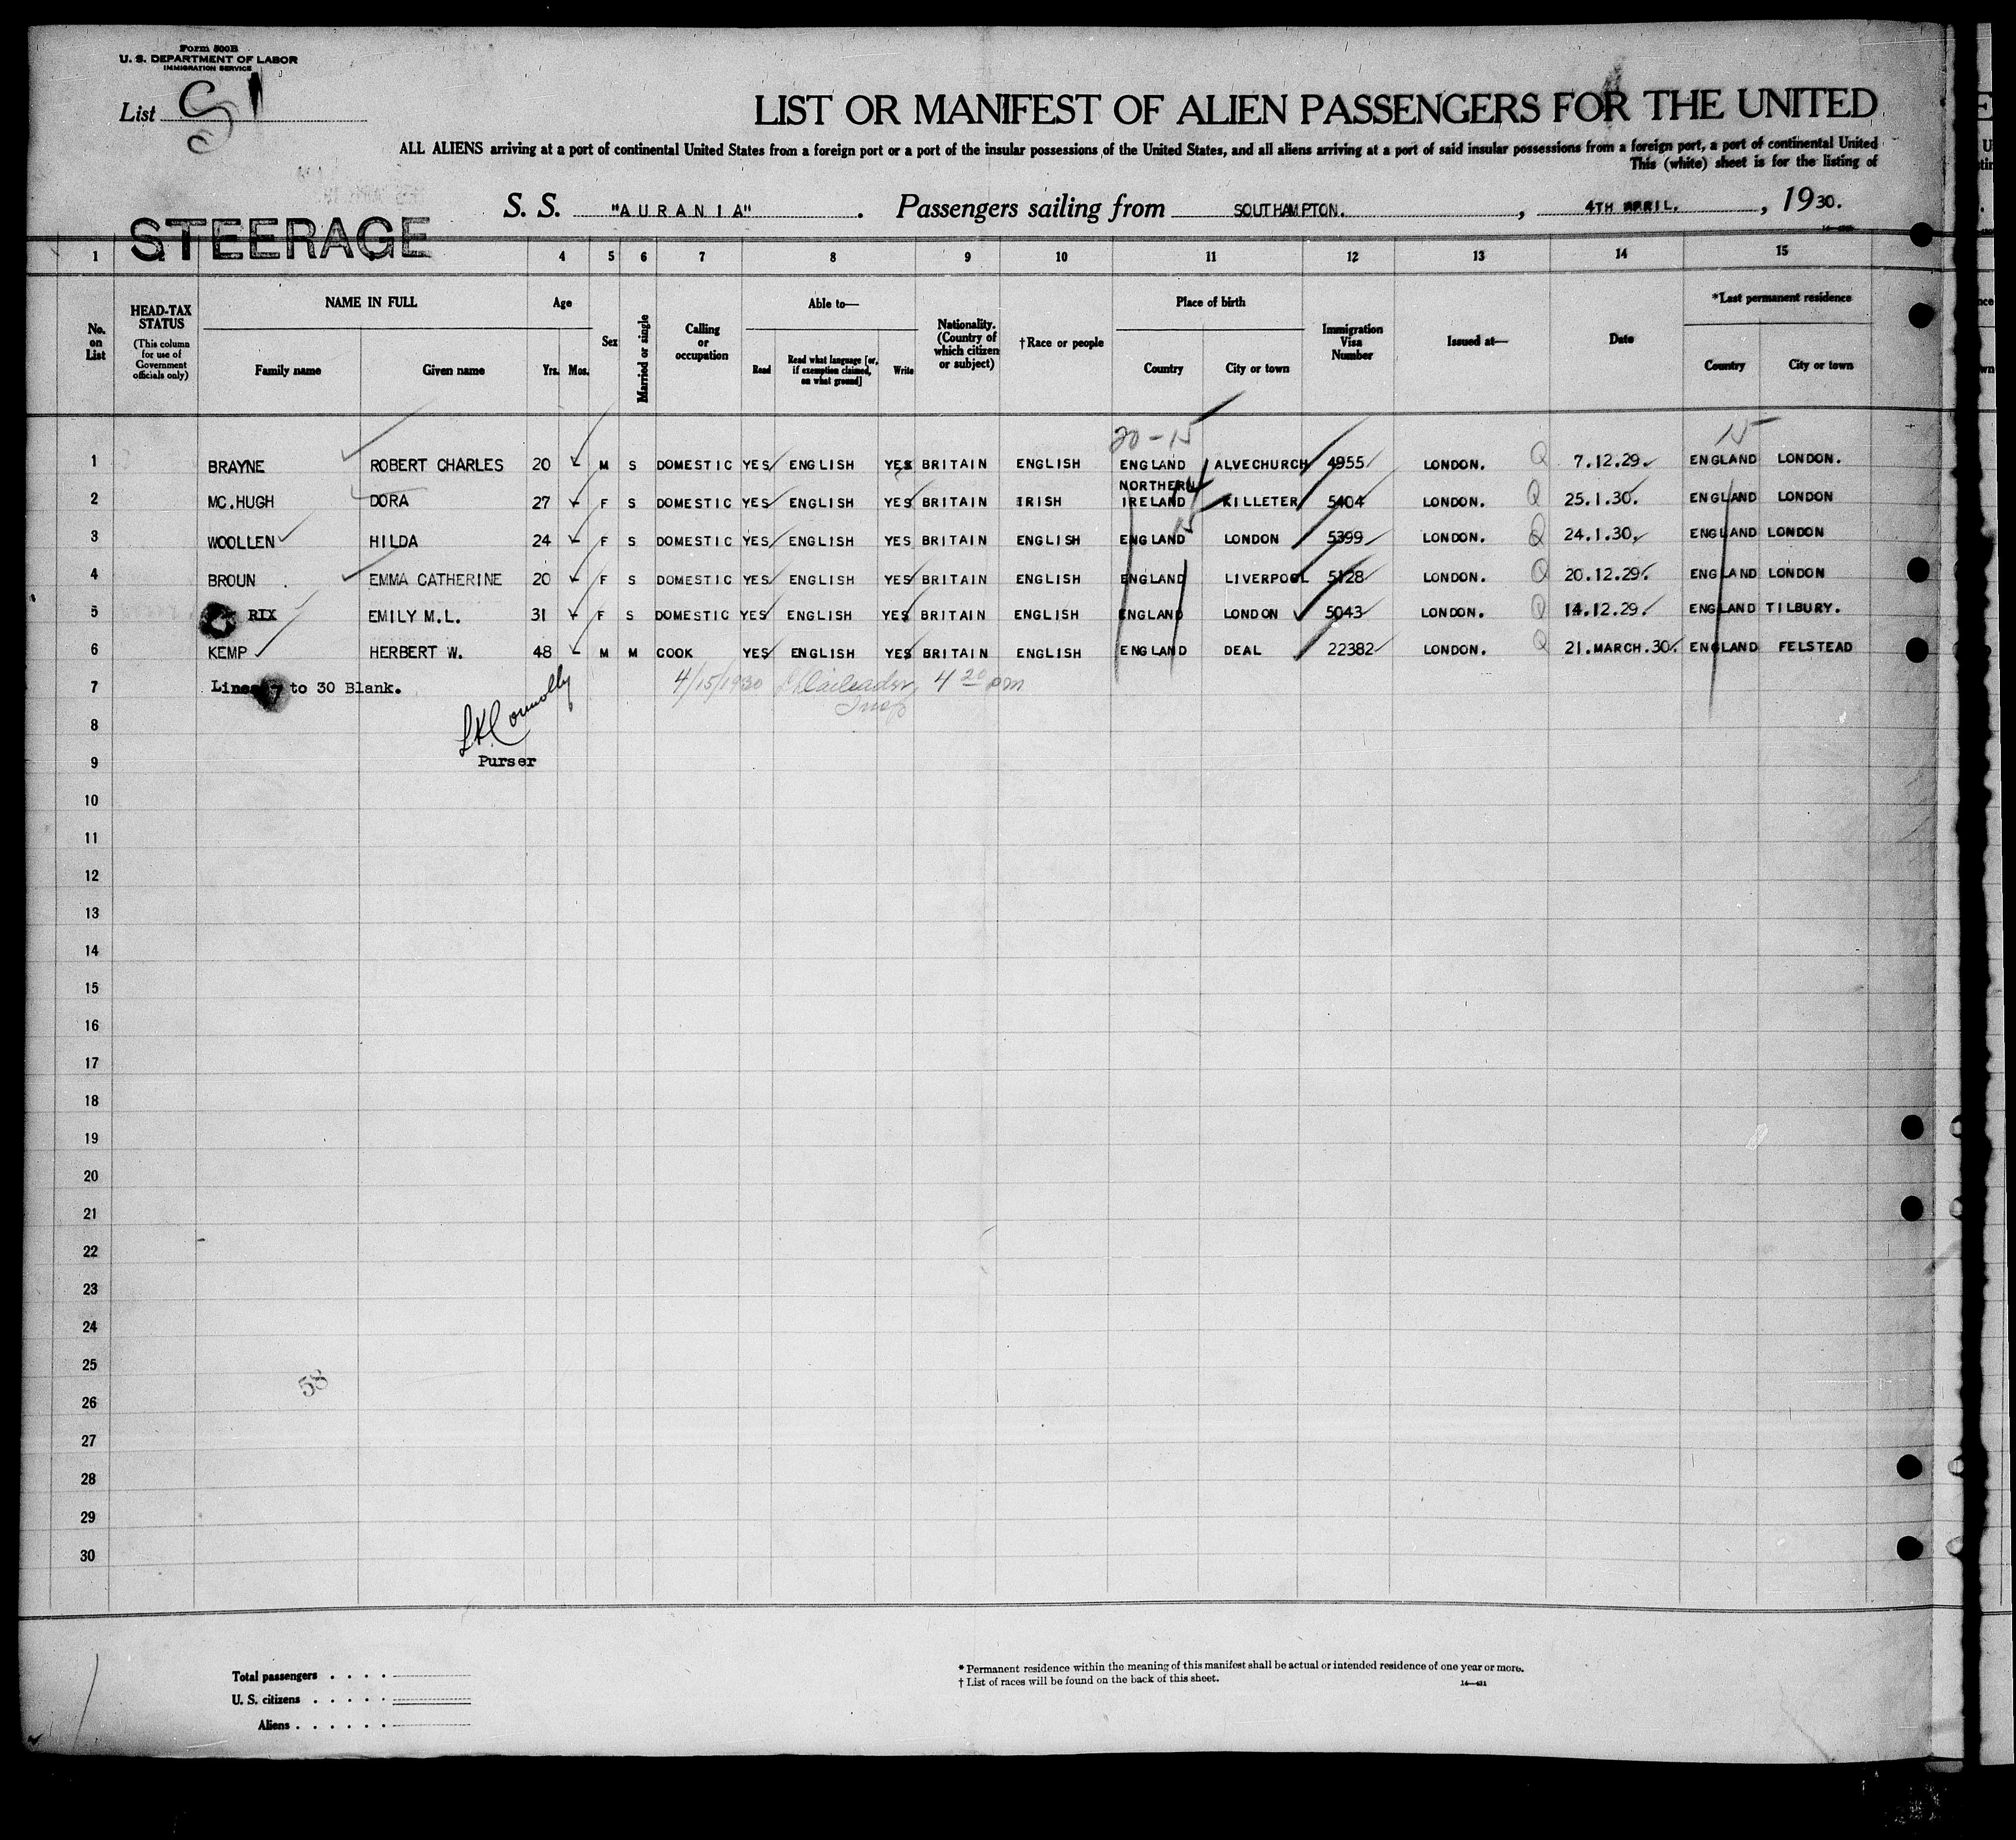 Form 500B
U. S. DEPARTMENT OF LABOR
IMMIGRATION SERVICE
List
LIST OR MANIFEST OF ALIEN PASSENGERS FOR THE UNITED
ALL ALIENS arriving at a port of continental United States from a foreign port or a port of the insular possessions of the United States, and all aliens arriving at a port of said insular possessions from a foreign port, a port of continental United
This (white) sheet is for the listing of
STEERAGE
S. S. "AURANIA". Passengers sailing from SOUTHAMPTON., 4TH APRIL., 1930.
1 4 5 6 7 8 9 10 11 12 13 14 15
No. on List
HEAD-TAX STATUS
(This column for use of Government officials only)
NAME IN FULL
Family name Given name
Age
Yrs. Mos.
Sex
Married or single
Calling or occupation
Able to—
Read Read what language [or, if exemption claimed, on what ground] Write
Nationality. (Country of which citizen or subject)
†Race or people
Place of birth
Country City or town
Immigration Visa Number
Issued at—
Date
*Last permanent residence
Country City or town
20-15 15
1 BRAYNE ROBERT CHARLES 20 M S DOMESTIC YES ENGLISH YES BRITAIN ENGLISH ENGLAND ALVECHURCH 4955 LONDON. Q 7.12.29. ENGLAND LONDON.
2 MC.HUGH DORA 27 F S DOMESTIC YES ENGLISH YES BRITAIN IRISH NORTHERN IRELAND KILLETER 5404 LONDON. Q 25.1.30. ENGLAND LONDON
3 WOOLLEN HILDA 24 F S DOMESTIC YES ENGLISH YES BRITAIN ENGLISH ENGLAND LONDON 5399 LONDON. Q 24.1.30. ENGLAND LONDON
4 BROUN EMMA CATHERINE 20 F S DOMESTIC YES ENGLISH YES BRITAIN ENGLISH ENGLAND LIVERPOOL 5128 LONDON. Q 20.12.29. ENGLAND LONDON
5 RIX EMILY M.L. 31 F S DOMESTIC YES ENGLISH YES BRITAIN ENGLISH ENGLAND LONDON 5043 LONDON. Q 14.12.29. ENGLAND TILBURY.
6 KEMP HERBERT W. 48 M M COOK YES ENGLISH YES BRITAIN ENGLISH ENGLAND DEAL 22382 LONDON. Q 21.MARCH.30. ENGLAND FELSTEAD
7 Lines 7 to 30 Blank. 4/15/1930 4 20 pm
Insp
8 Connolly
9 Purser
10
11
12
13
14
15
16
17
18
19
20
21
22
23
24
25
58
26
27
28
29
30
Total passengers . . . .
U. S. citizens . . . . .
Aliens . . . . . .
* Permanent residence within the meaning of this manifest shall be actual or intended residence of one year or more.
† List of races will be found on the back of this sheet.
14—431